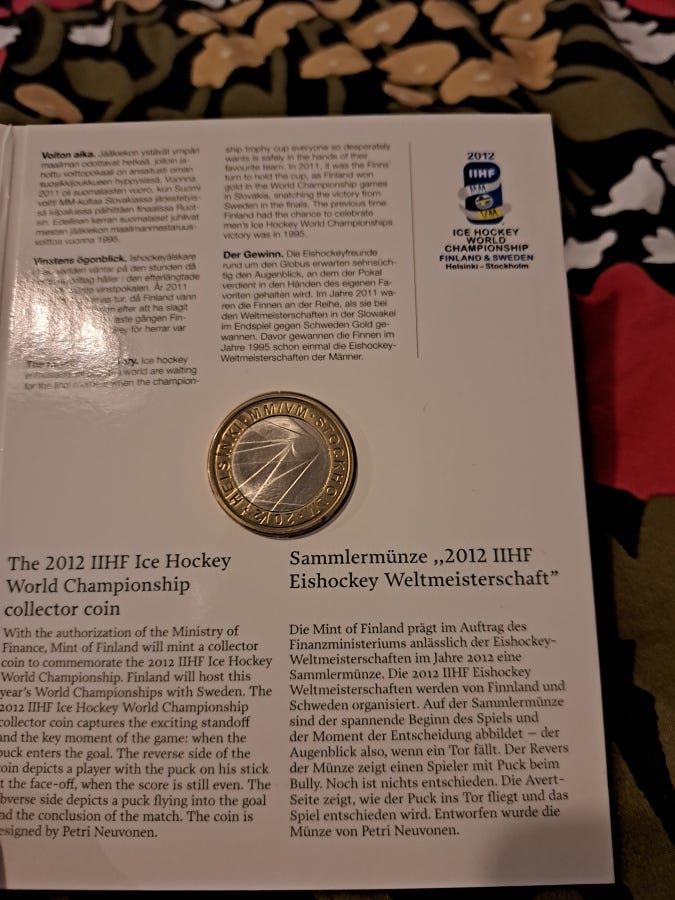 Voiton aika. Jääkiekon ystävät ympäri
maailman odottavat hetkeä, jolloin ja-
nottu voittopokaali on ansaitusti oman
suosikkijoukkueen hyppysissä. Vuonna
2011 oli suomalaisten vuoro, kun Suomi
voitti MM-kultaa Slovakiassa järjestetyis-
sä kilpailuissa päihittäen finaalissa Ruot-
sin. Edellisen kerran suomalaiset juhlivat
miesten jääkiekon maailmanmestaruus-
voittoa vuonna 1995.
Vinstens ögonblick. Ishockeyälskare
världen väntar på den stunden då
håller i den efterlängtade
vinstpokalen. År 2011
tur, då Finland vann
efter att ha slagit
gången Fin-
för herrar var
Ice hockey
world are waiting
for the when the champion-
ship trophy cup everyone so desperately
wants is safely in the hands of their
favourite team. In 2011, it was the Finns'
turn to hold the cup, as Finland won
gold in the World Championship games
in Slovakia, snatching the victory from
Sweden in the finals. The previous time
Finland had the chance to celebrate
men's Ice Hockey World Championships
victory was in 1995.
Der Gewinn. Die Eishockeyfreunde
rund um den Globus erwarten sehnsüch-
tig den Augenblick, an dem der Pokal
verdient in den Händen des eigenen Fa-
voriten gehalten wird. Im Jahre 2011 wa-
ren die Finnen an der Reihe, als sie bei
den Weltmeisterschaften in der Slowakei
im Endspiel gegen Schweden Gold ge-
wannen. Davor gewannen die Finnen im
Jahre 1995 schon einmal die Eishockey-
Weltmeisterschaften der Männer.
2012
IIHF
MM
VM
ICE HOCKEY
WORLD
CHAMPIONSHIP
FINLAND & SWEDEN
Helsinki – Stockholm
HELSINKI · MM/VM · STOCKHOLM · 2012
The 2012 IIHF Ice Hockey
World Championship
collector coin
With the authorization of the Ministry of
Finance, Mint of Finland will mint a collector
coin to commemorate the 2012 IIHF Ice Hockey
World Championship. Finland will host this
year's World Championships with Sweden. The
2012 IIHF Ice Hockey World Championship
collector coin captures the exciting standoff
and the key moment of the game: when the
puck enters the goal. The reverse side of the
oin depicts a player with the puck on his stick
t the face-off, when the score is still even. The
bverse side depicts a puck flying into the goal
nd the conclusion of the match. The coin is
esigned by Petri Neuvonen.
Sammlermünze ,,2012 IIHF
Eishockey Weltmeisterschaft”
Die Mint of Finland prägt im Auftrag des
Finanzministeriums anlässlich der Eishockey-
Weltmeisterschaften im Jahre 2012 eine
Sammlermünze. Die 2012 IIHF Eishockey
Weltmeisterschaften werden von Finnland und
Schweden organisiert. Auf der Sammlermünze
sind der spannende Beginn des Spiels und
der Moment der Entscheidung abbildet – der
Augenblick also, wenn ein Tor fällt. Der Revers
der Münze zeigt einen Spieler mit Puck beim
Bully. Noch ist nichts entschieden. Die Avert-
Seite zeigt, wie der Puck ins Tor fliegt und das
Spiel entschieden wird. Entworfen wurde die
Münze von Petri Neuvonen.